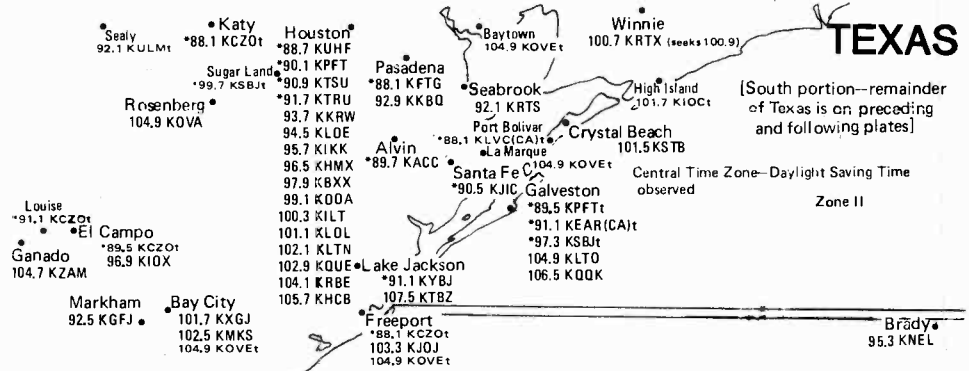 TEXAS
[South portion--remainder
of Texas is on preceding
and following plates]
Central Time Zone--Daylight Saving Time
observed
Zone II
Sealy
92.1 KULMt
Katy
*88.1 KCZOt
Sugar Land
*99.7 KSBJt
Rosenberg
104.9 KOVA
Houston
*88.7 KUHF
*90.1 KPFT
*90.9 KTSU
*91.7 KTRU
93.7 KKRW
94.5 KLOE
95.7 KIKK
96.5 KHMX
97.9 KBXX
99.1 KODA
100.3 KILT
101.1 KLOL
102.1 KLTN
102.9 KQUE
104.1 KRBE
105.7 KHCB
Pasadena
*88.1 KFTG
92.9 KKBQ
Baytown
104.9 KOVEt
Seabrook
92.1 KRTS
Winnie
100.7 KRTX (seeks 100.9)
High Island
101.7 KIOCt
Port Bolivar
*88.1 KLVC(CA)t
Crystal Beach
101.5 KSTB
Alvin
*89.7 KACC
La Marque
104.9 KOVEt
Santa Fe
*90.5 KJIC
Galveston
*89.5 KPFTt
*91.1 KEAR(CA)t
*97.3 KSBJt
104.9 KLTO
106.5 KQQK
Louise
*91.1 KCZOt
El Campo
*89.5 KCZOt
96.9 KIOX
Ganado
104.7 KZAM
Markham
92.5 KGFJ
Bay City
101.7 KXGJ
102.5 KMKS
104.9 KOVEt
Lake Jackson
*91.1 KYBJ
107.5 KTBZ
Freeport
*88.1 KCZOt
103.3 KJOJ
104.9 KOVEt
Brady
95.3 KNEL